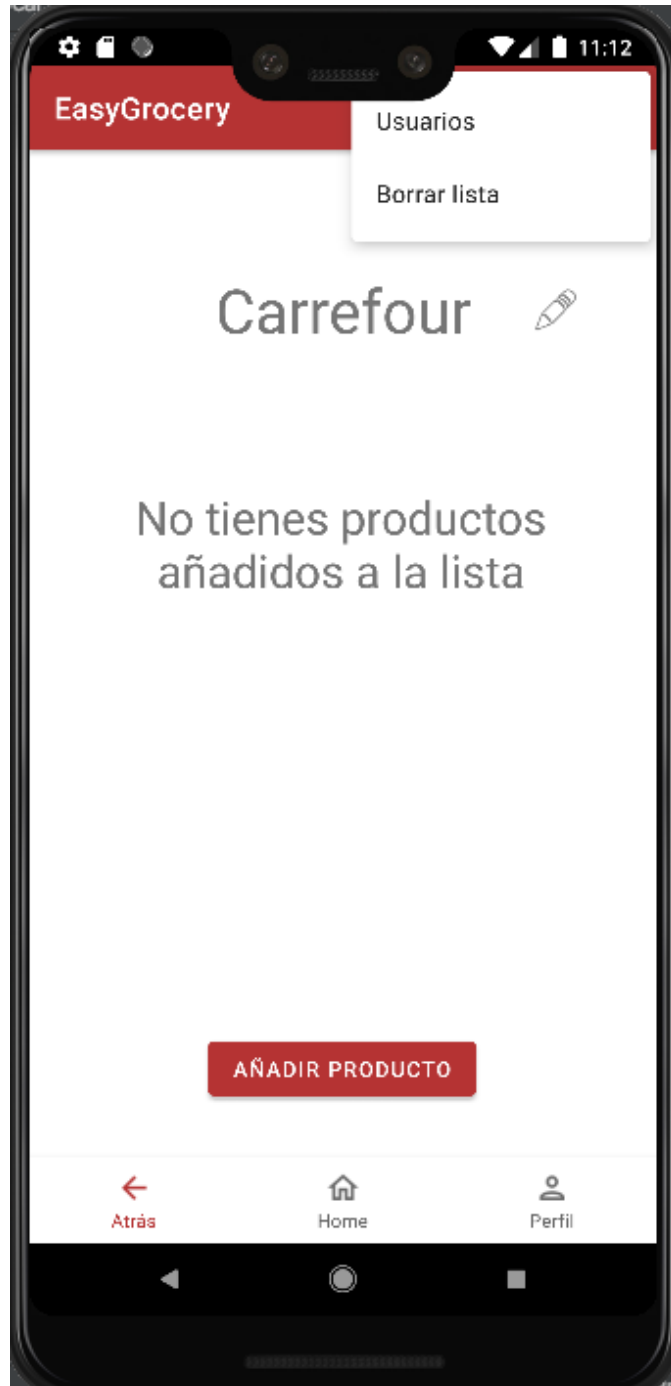 11:12
EasyGrocery
Usuarios
Borrar lista
Carrefour
No tienes productos
añadidos a la lista
AÑADIR PRODUCTO
Atrás
Home
Perfil